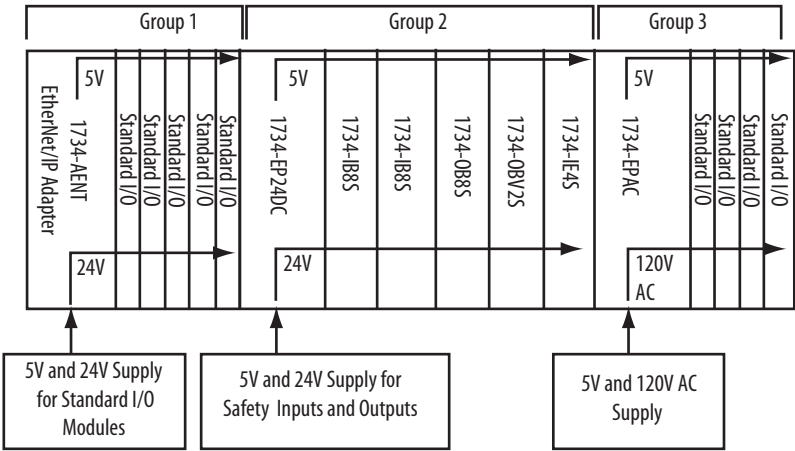 Group 1
Group 2
Group 3
5V
5V
5V
EtherNet/IP Adapter
1734-AENT
Standard I/O
Standard I/O
Standard I/O
Standard I/O
Standard I/O
1734-EP24DC
1734-IB8S
1734-IB8S
1734-OB8S
1734-OBV2S
1734-IE4S
1734-EPAC
Standard I/O
Standard I/O
Standard I/O
Standard I/O
24V
24V
120V
AC
5V and 24V Supply
for Standard I/O
Modules
5V and 24V Supply for
Safety Inputs and Outputs
5V and 120V AC
Supply